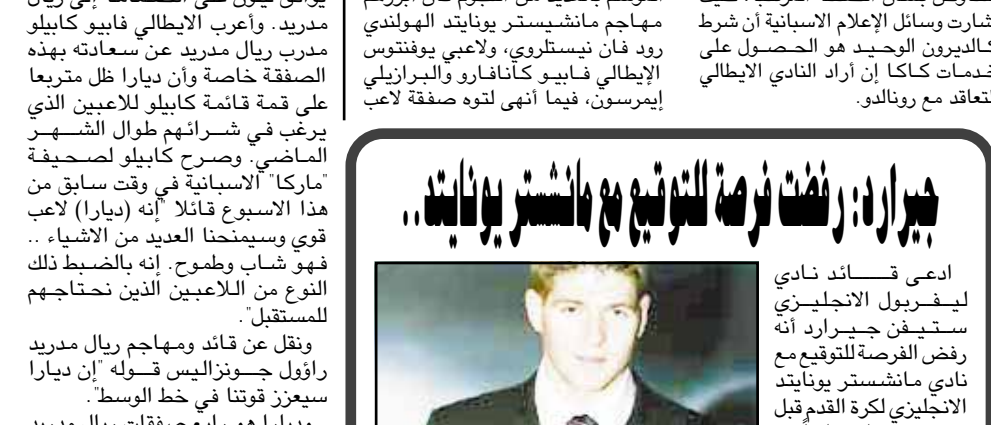 شارت وسائل الإعلام الاسبانية أن شرط
كالديرون الوحيد هو الحصول على
خدمات كاكا إن أراد النادي الايطالي
لتعاقد مع رونالدو.
مهاجم مانشيستر يونايتد الهولندي
رود فان نيستلروي، ولاعبي يوفنتوس
الإيطالي فابيو كانافارو والبرازيلي
إيمرسون، فيما أنهى لتوه صفقة لاعب
مدريد. وأعرب الايطالي فابيو كابيلو
مدرب ريال مدريد عن سعادته بهذه
الصفقة خاصة وأن ديارا ظل متربعا
على قمة قائمة كابيلو للاعبين الذي
يرغب في شرائهم طوال الشهر
الماضي. وصرح كابيلو لصحيفة
"ماركا" الاسبانية في وقت سابق من
هذا الاسبوع قائلا "إنه (ديارا) لاعب
قوي وسيمنحنا العديد من الاشياء ..
فهو شاب وطموح. إنه بالضبط ذلك
النوع من اللاعبين الذين نحتاجهم
للمستقبل".
ونقل عن قائد ومهاجم ريال مدريد
راؤول جونزاليس قوله "إن ديارا
سيعزز قوتنا في خط الوسط".
جيرارد: رفضت فرصة للتوقيع مع مانشستر يونايتد..
ادعى قائد نادي
ليفربول الانجليزي
ستيفن جيرارد أنه
رفض الفرصة للتوقيع مع
نادي مانشستر يونايتد
الانجليزي لكرة القدم قبل